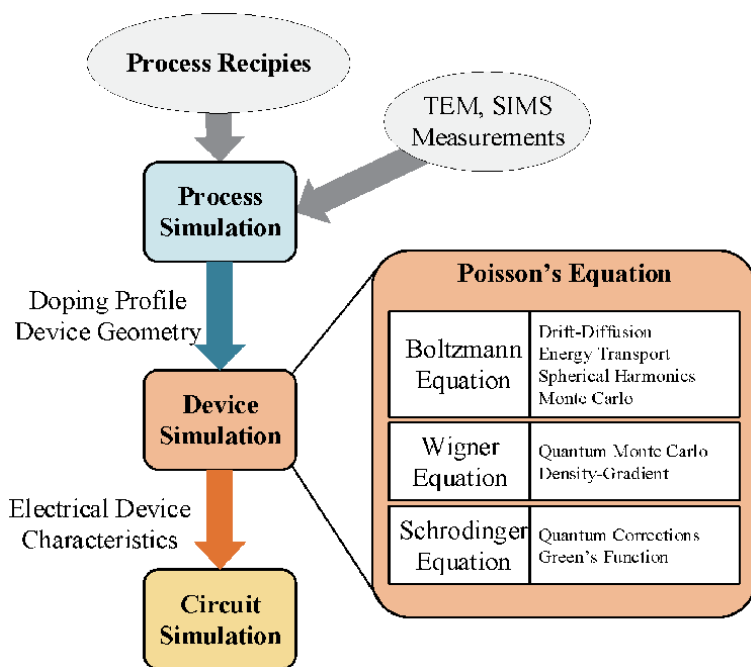 Process Recipies
TEM, SIMS
Measurements
Process
Simulation
Doping Profile
Device Geometry
Device
Simulation
Electrical Device
Characteristics
Circuit
Simulation
Poisson's Equation
Boltzmann
Equation
Drift-Diffusion
Energy Transport
Spherical Harmonics
Monte Carlo
Wigner
Equation
Quantum Monte Carlo
Density-Gradient
Schrodinger
Equation
Quantum Corrections
Green's Function